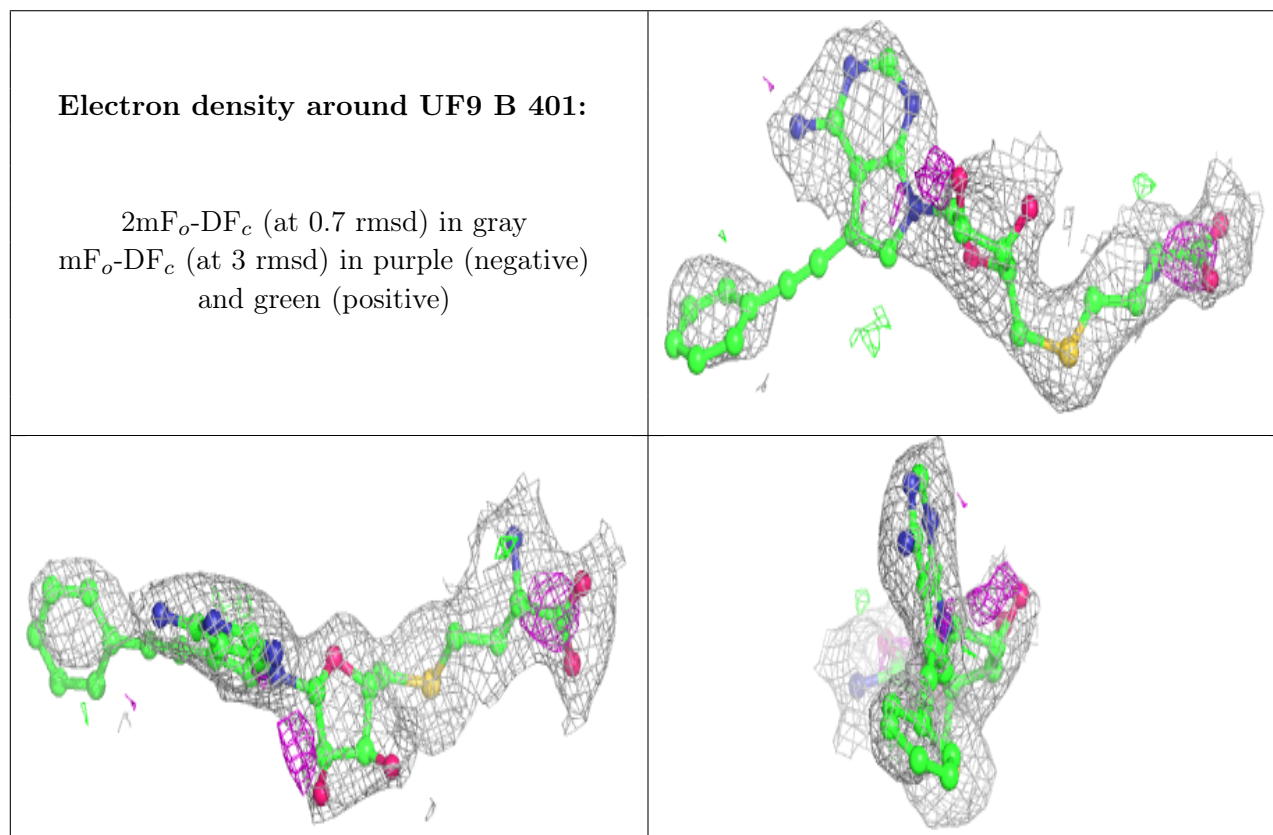 Electron density around UF9 B 401:
2mFo-DFc (at 0.7 rmsd) in gray
mFo-DFc (at 3 rmsd) in purple (negative)
and green (positive)